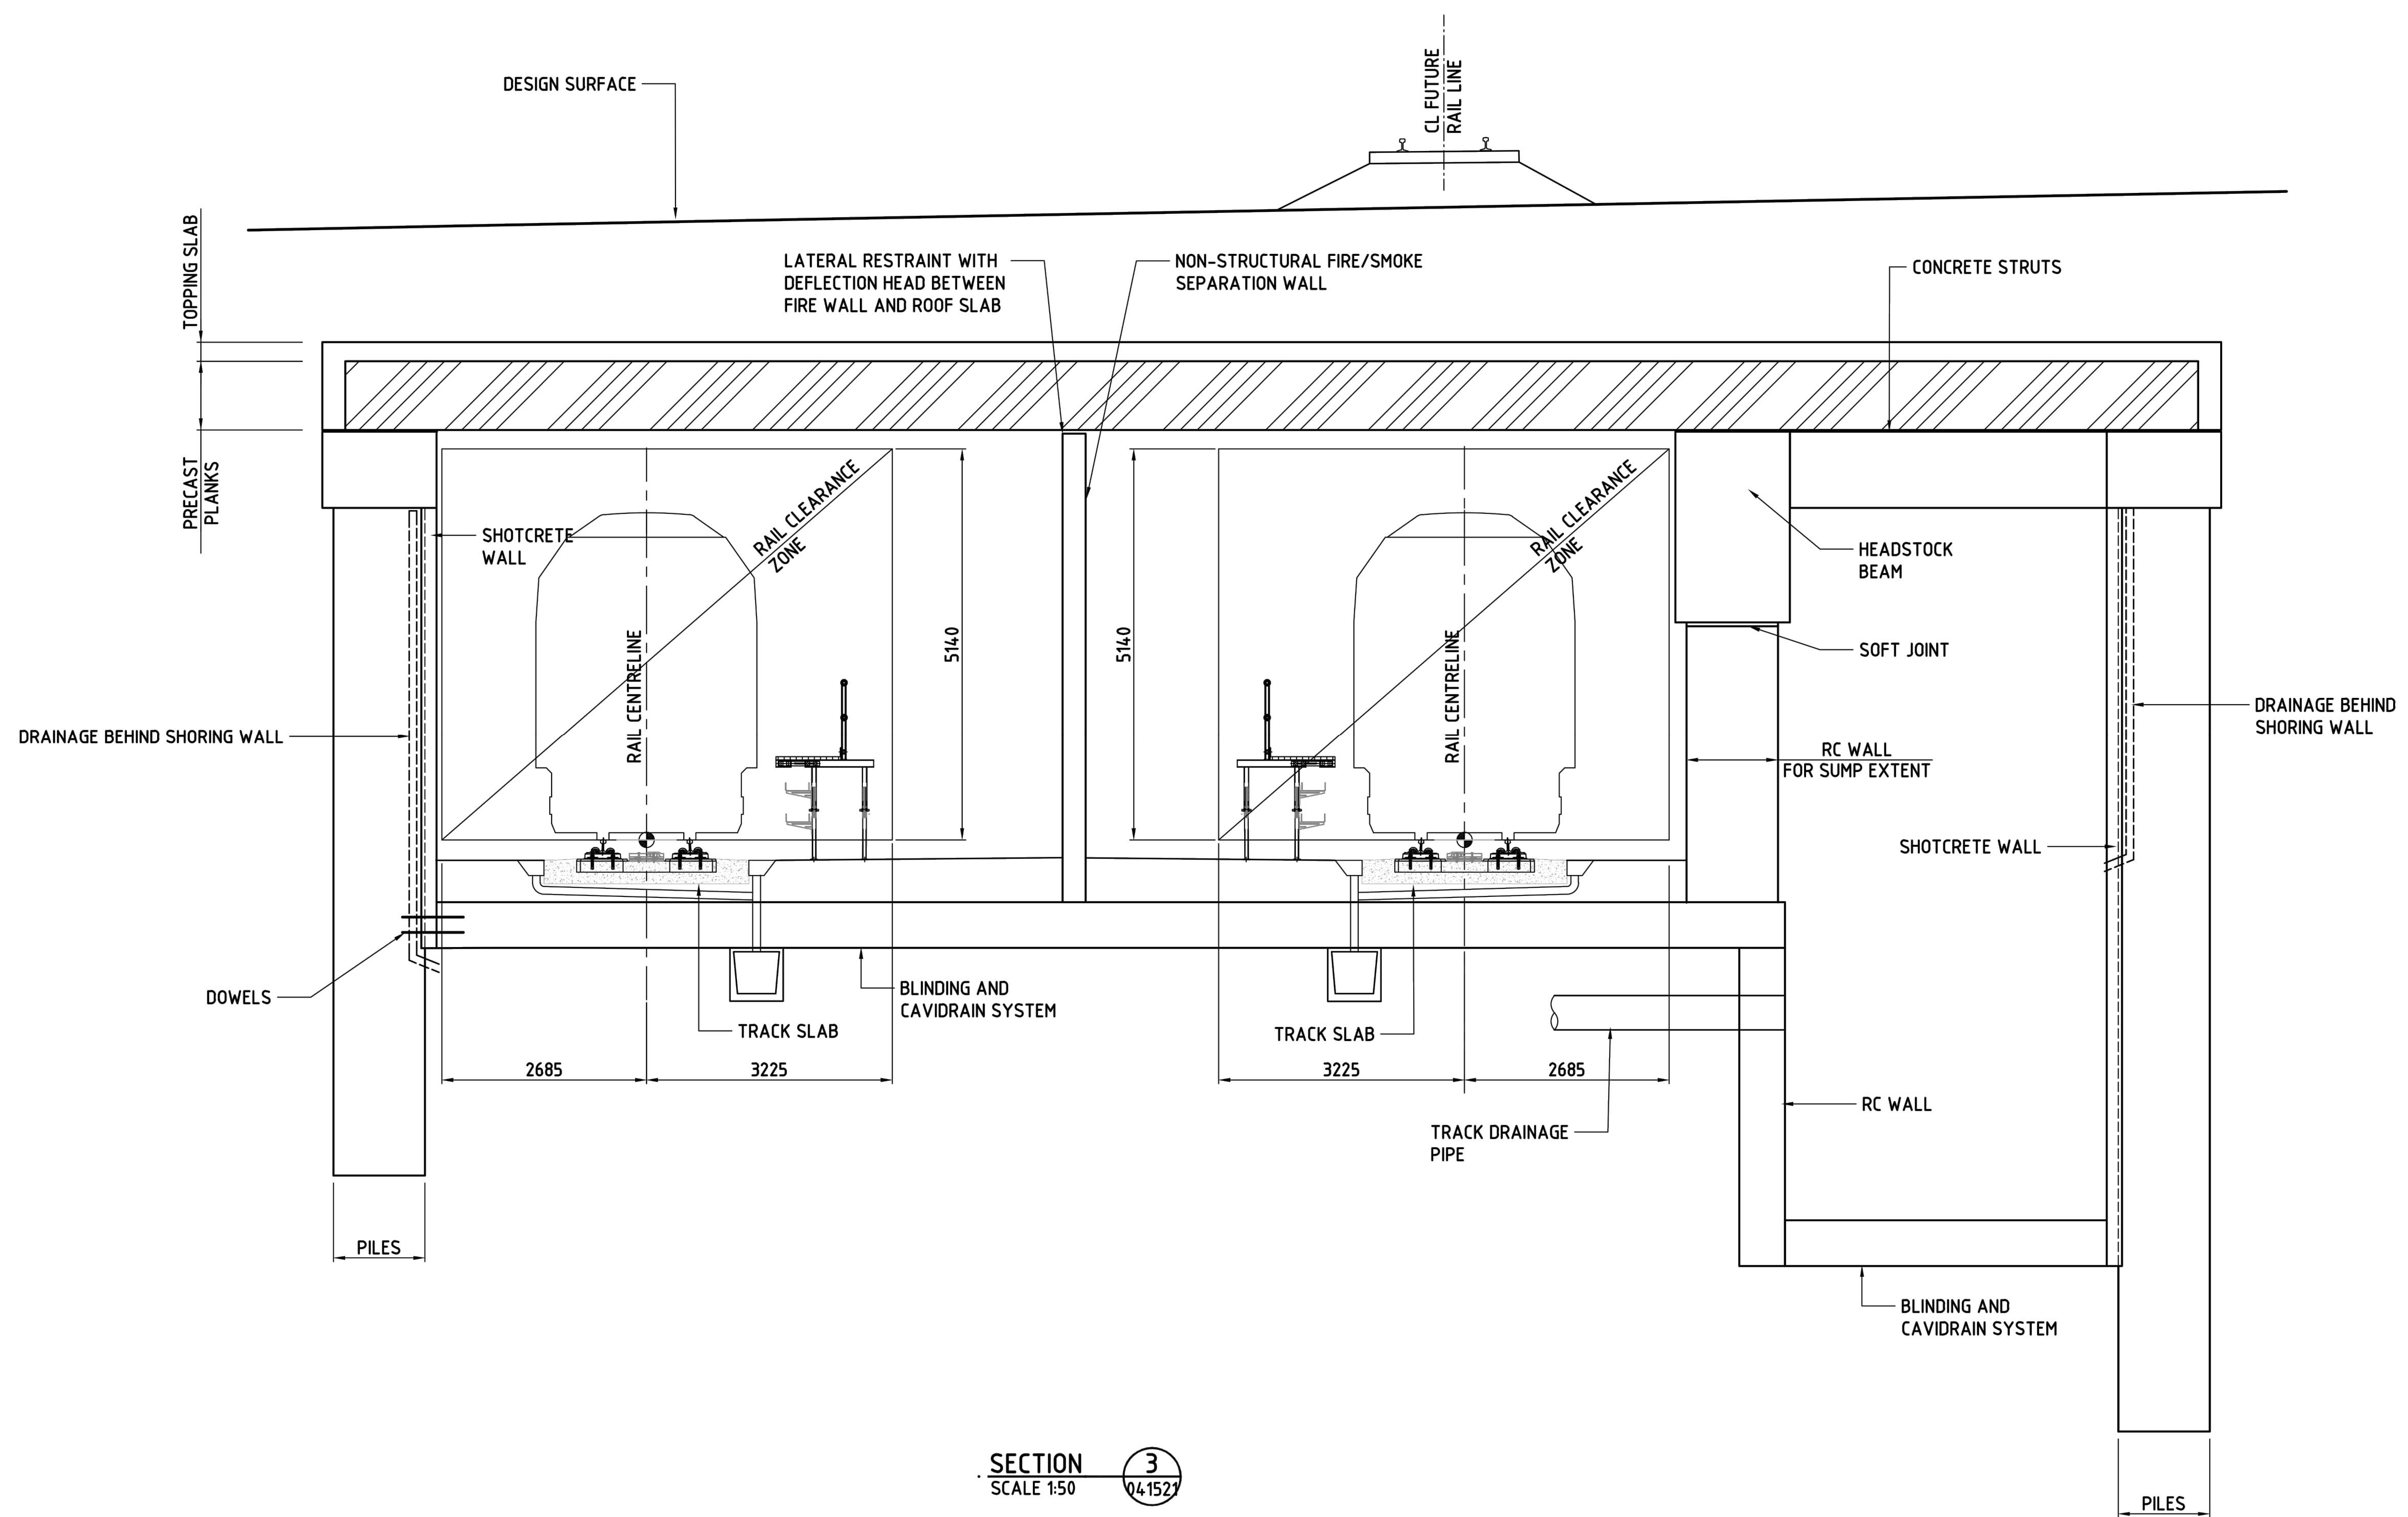 CL FUTURE
RAIL LINE
DESIGN SURFACE
TOPPING SLAB
LATERAL RESTRAINT WITH
DEFLECTION HEAD BETWEEN
FIRE WALL AND ROOF SLAB
NON-STRUCTURAL FIRE/SMOKE
SEPARATION WALL
CONCRETE STRUTS
PRECAST
PLANKS
SHOTCRETE
WALL
RAIL CLEARANCE
ZONE
RAIL CLEARANCE
ZONE
HEADSTOCK
BEAM
RAIL CENTRELINE
5140
5140
RAIL CENTRELINE
SOFT JOINT
DRAINAGE BEHIND SHORING WALL
DRAINAGE BEHIND
SHORING WALL
RC WALL
FOR SUMP EXTENT
SHOTCRETE WALL
DOWELS
BLINDING AND
CAVIDRAIN SYSTEM
TRACK SLAB
TRACK SLAB
2685
3225
3225
2685
RC WALL
TRACK DRAINAGE
PIPE
PILES
BLINDING AND
CAVIDRAIN SYSTEM
SECTION
SCALE 1:50
3
041521
PILES